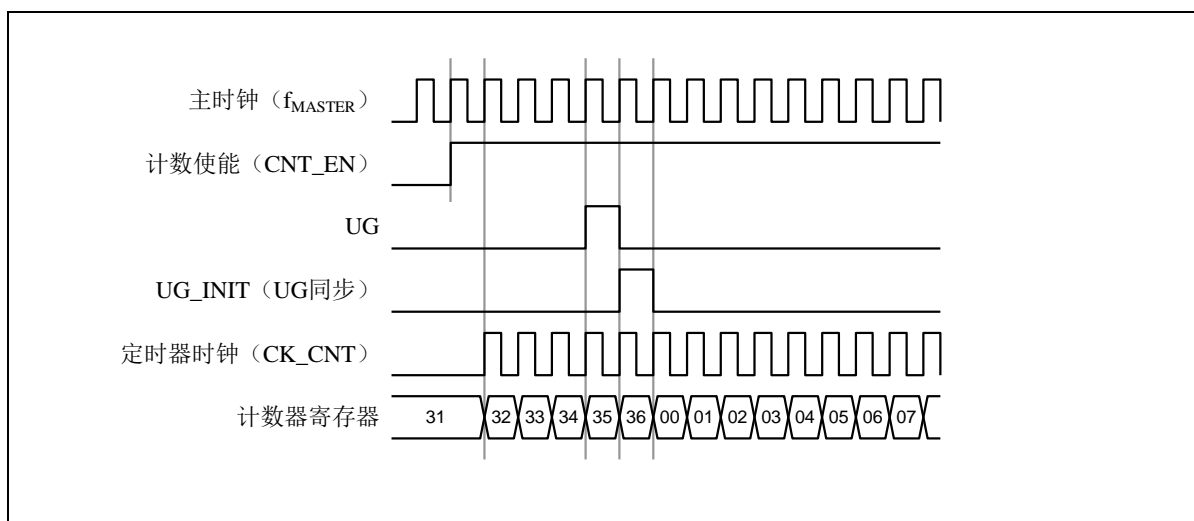 主时钟（fMASTER）
计数使能（CNT_EN）
UG
UG_INIT（UG同步）
定时器时钟（CK_CNT）
计数器寄存器 31 32 33 34 35 36 00 01 02 03 04 05 06 07